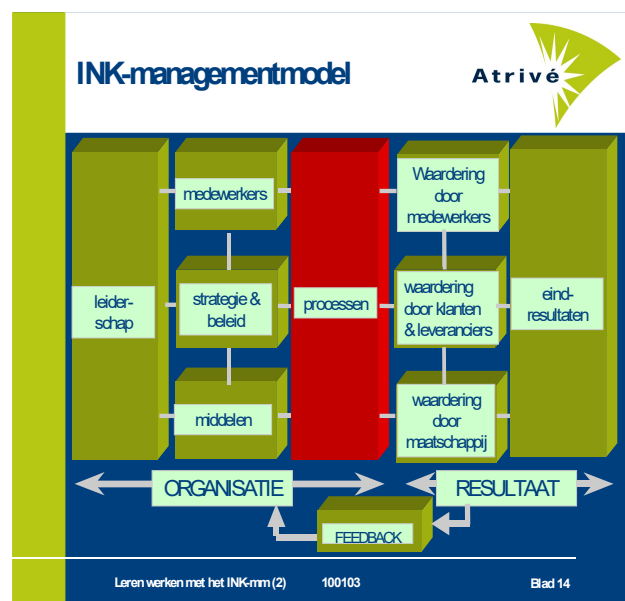 INK-managementmodel
Atrivé
medewerkers
Waardering
door
medewerkers
leider-
schap
strategie &
beleid
processen
waardering
door klanten
& leveranciers
eind-
resultaten
middelen
waardering
door
maatschappij
ORGANISATIE
RESULTAAT
FEEDBACK
Leren werken met het INK-mm (2)
100103
Blad 14